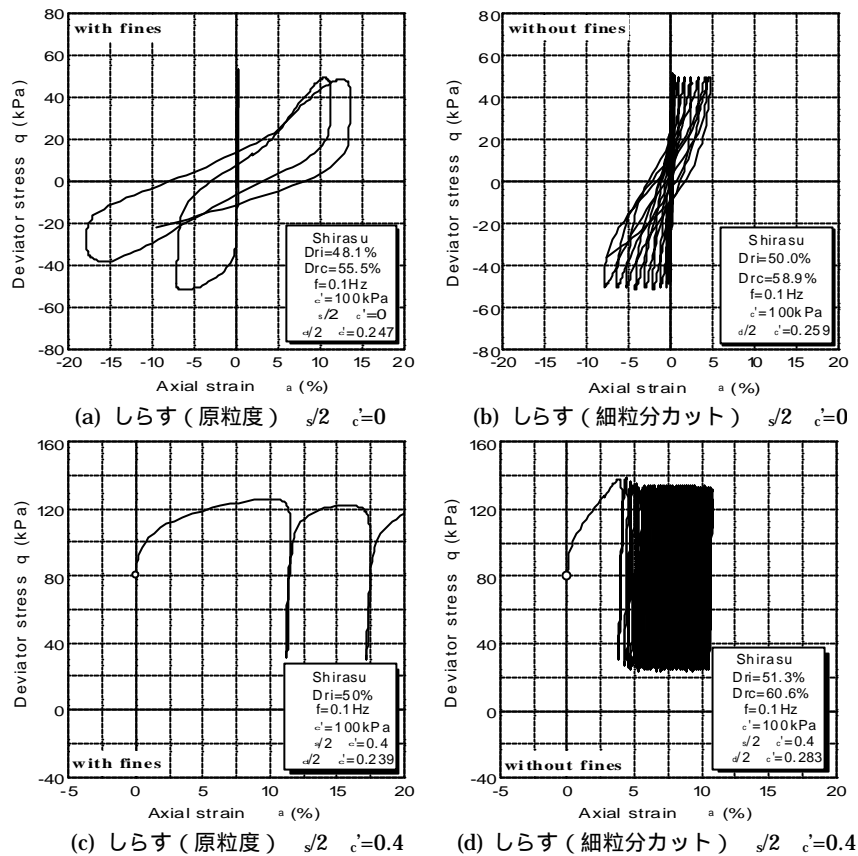 80
60
40
20
0
-20
-40
-60
-80
Deviator stress q (kPa)
with fines
Shirasu
Dri=48.1%
Drc=55.5%
f=0.1Hz
c'=100kPa
s/2 c'=0
d/2 c'=0.247
-20 -15 -10 -5 0 5 10 15 20
Axial strain a (%)
(a) しらす(原粒度) s/2 c'=0
80
60
40
20
0
-20
-40
-60
-80
Deviator stress q (kPa)
without fines
Shirasu
Dri=50.0%
Drc=58.9%
f=0.1Hz
c'=100kPa
s/2 c'=0
d/2 c'=0.259
-20 -15 -10 -5 0 5 10 15 20
Axial strain a (%)
(b) しらす(細粒分カット) s/2 c'=0
160
120
80
40
0
-40
Deviator stress q (kPa)
with fines
Shirasu
Dri=50%
f=0.1Hz
c'=100kPa
s/2 c'=0.4
d/2 c'=0.239
-5 0 5 10 15 20
Axial strain a (%)
(c) しらす(原粒度) s/2 c'=0.4
160
120
80
40
0
-40
Deviator stress q (kPa)
without fines
Shirasu
Dri=51.3%
Drc=60.6%
f=0.1Hz
c'=100kPa
s/2 c'=0.4
d/2 c'=0.283
-5 0 5 10 15 20
Axial strain a (%)
(d) しらす(細粒分カット) s/2 c'=0.4